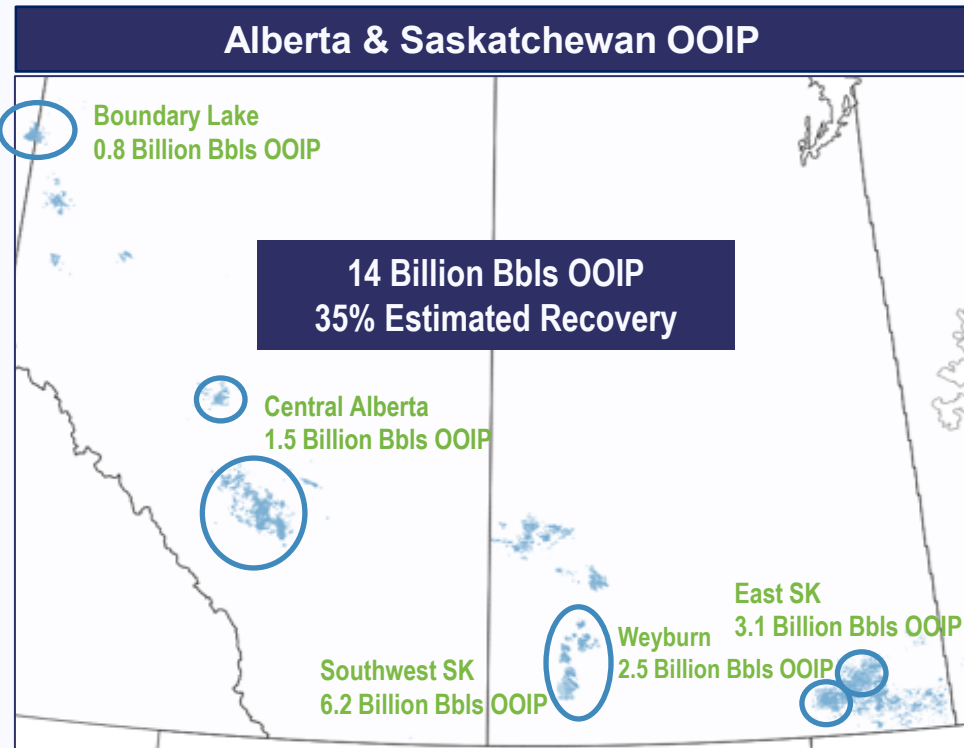 Alberta & Saskatchewan OOIP
Boundary Lake
0.8 Billion Bbls OOIP
14 Billion Bbls OOIP
35% Estimated Recovery
Central Alberta
1.5 Billion Bbls OOIP
East SK
3.1 Billion Bbls OOIP
Weyburn
2.5 Billion Bbls OOIP
Southwest SK
6.2 Billion Bbls OOIP